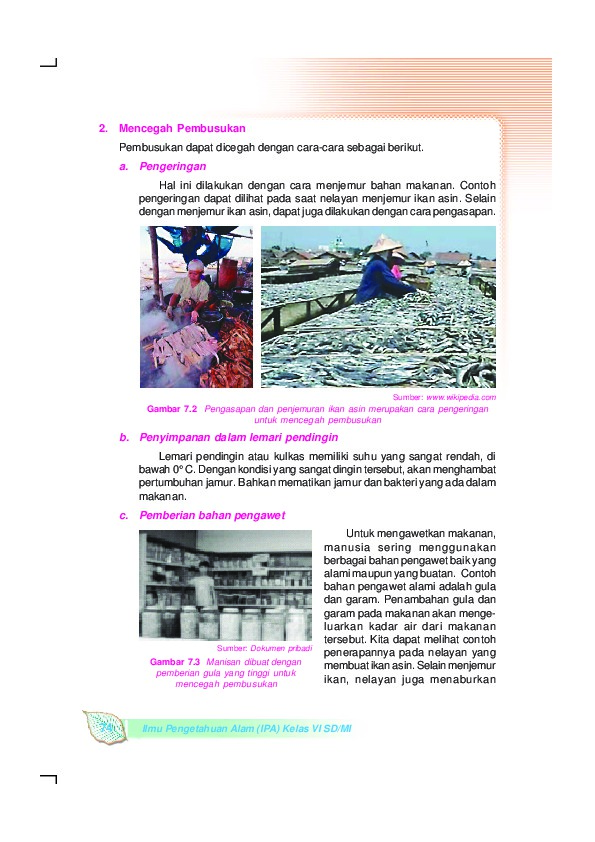 2. Mencegah Pembusukan
Pembusukan dapat dicegah dengan cara-cara sebagai berikut.
a. Pengeringan
Hal ini dilakukan dengan cara menjemur bahan makanan. Contoh
pengeringan dapat dilihat pada saat nelayan menjemur ikan asin. Selain
dengan menjemur ikan asin, dapat juga dilakukan dengan cara pengasapan.
Sumber: www.wikipedia.com
Gambar 7.2 Pengasapan dan penjemuran ikan asin merupakan cara pengeringan
untuk mencegah pembusukan
b. Penyimpanan dalam lemari pendingin
Lemari pendingin atau kulkas memiliki suhu yang sangat rendah, di
bawah 0° C. Dengan kondisi yang sangat dingin tersebut, akan menghambat
pertumbuhan jamur. Bahkan mematikan jamur dan bakteri yang ada dalam
makanan.
c. Pemberian bahan pengawet
Untuk mengawetkan makanan,
manusia sering menggunakan
berbagai bahan pengawet baik yang
alami maupun yang buatan. Contoh
bahan pengawet alami adalah gula
dan garam. Penambahan gula dan
garam pada makanan akan menge-
luarkan kadar air dari makanan
tersebut. Kita dapat melihat contoh
penerapannya pada nelayan yang
membuat ikan asin. Selain menjemur
ikan, nelayan juga menaburkan
Sumber: Dokumen pribadi
Gambar 7.3 Manisan dibuat dengan
pemberian gula yang tinggi untuk
mencegah pembusukan
74 Ilmu Pengetahuan Alam (IPA) Kelas VI SD/MI